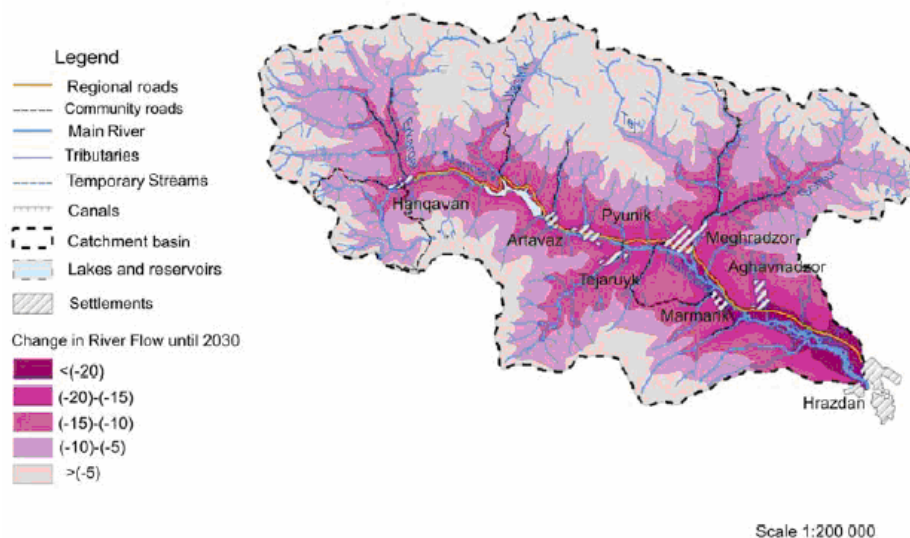 Legend
Regional roads
Community roads
Main River
Tributaries
Temporary Streams
Canals
Catchment basin
Lakes and reservoirs
Settlements
Change in River Flow until 2030
<(-20)
(-20)-(-15)
(-15)-(-10)
(-10)-(-5)
>(-5)
Hanqavan
Artavaz
Pyunik
Meghradzor
Tejaruyk
Aghavnadzor
Marmarik
Hrazdan
Scale 1:200 000